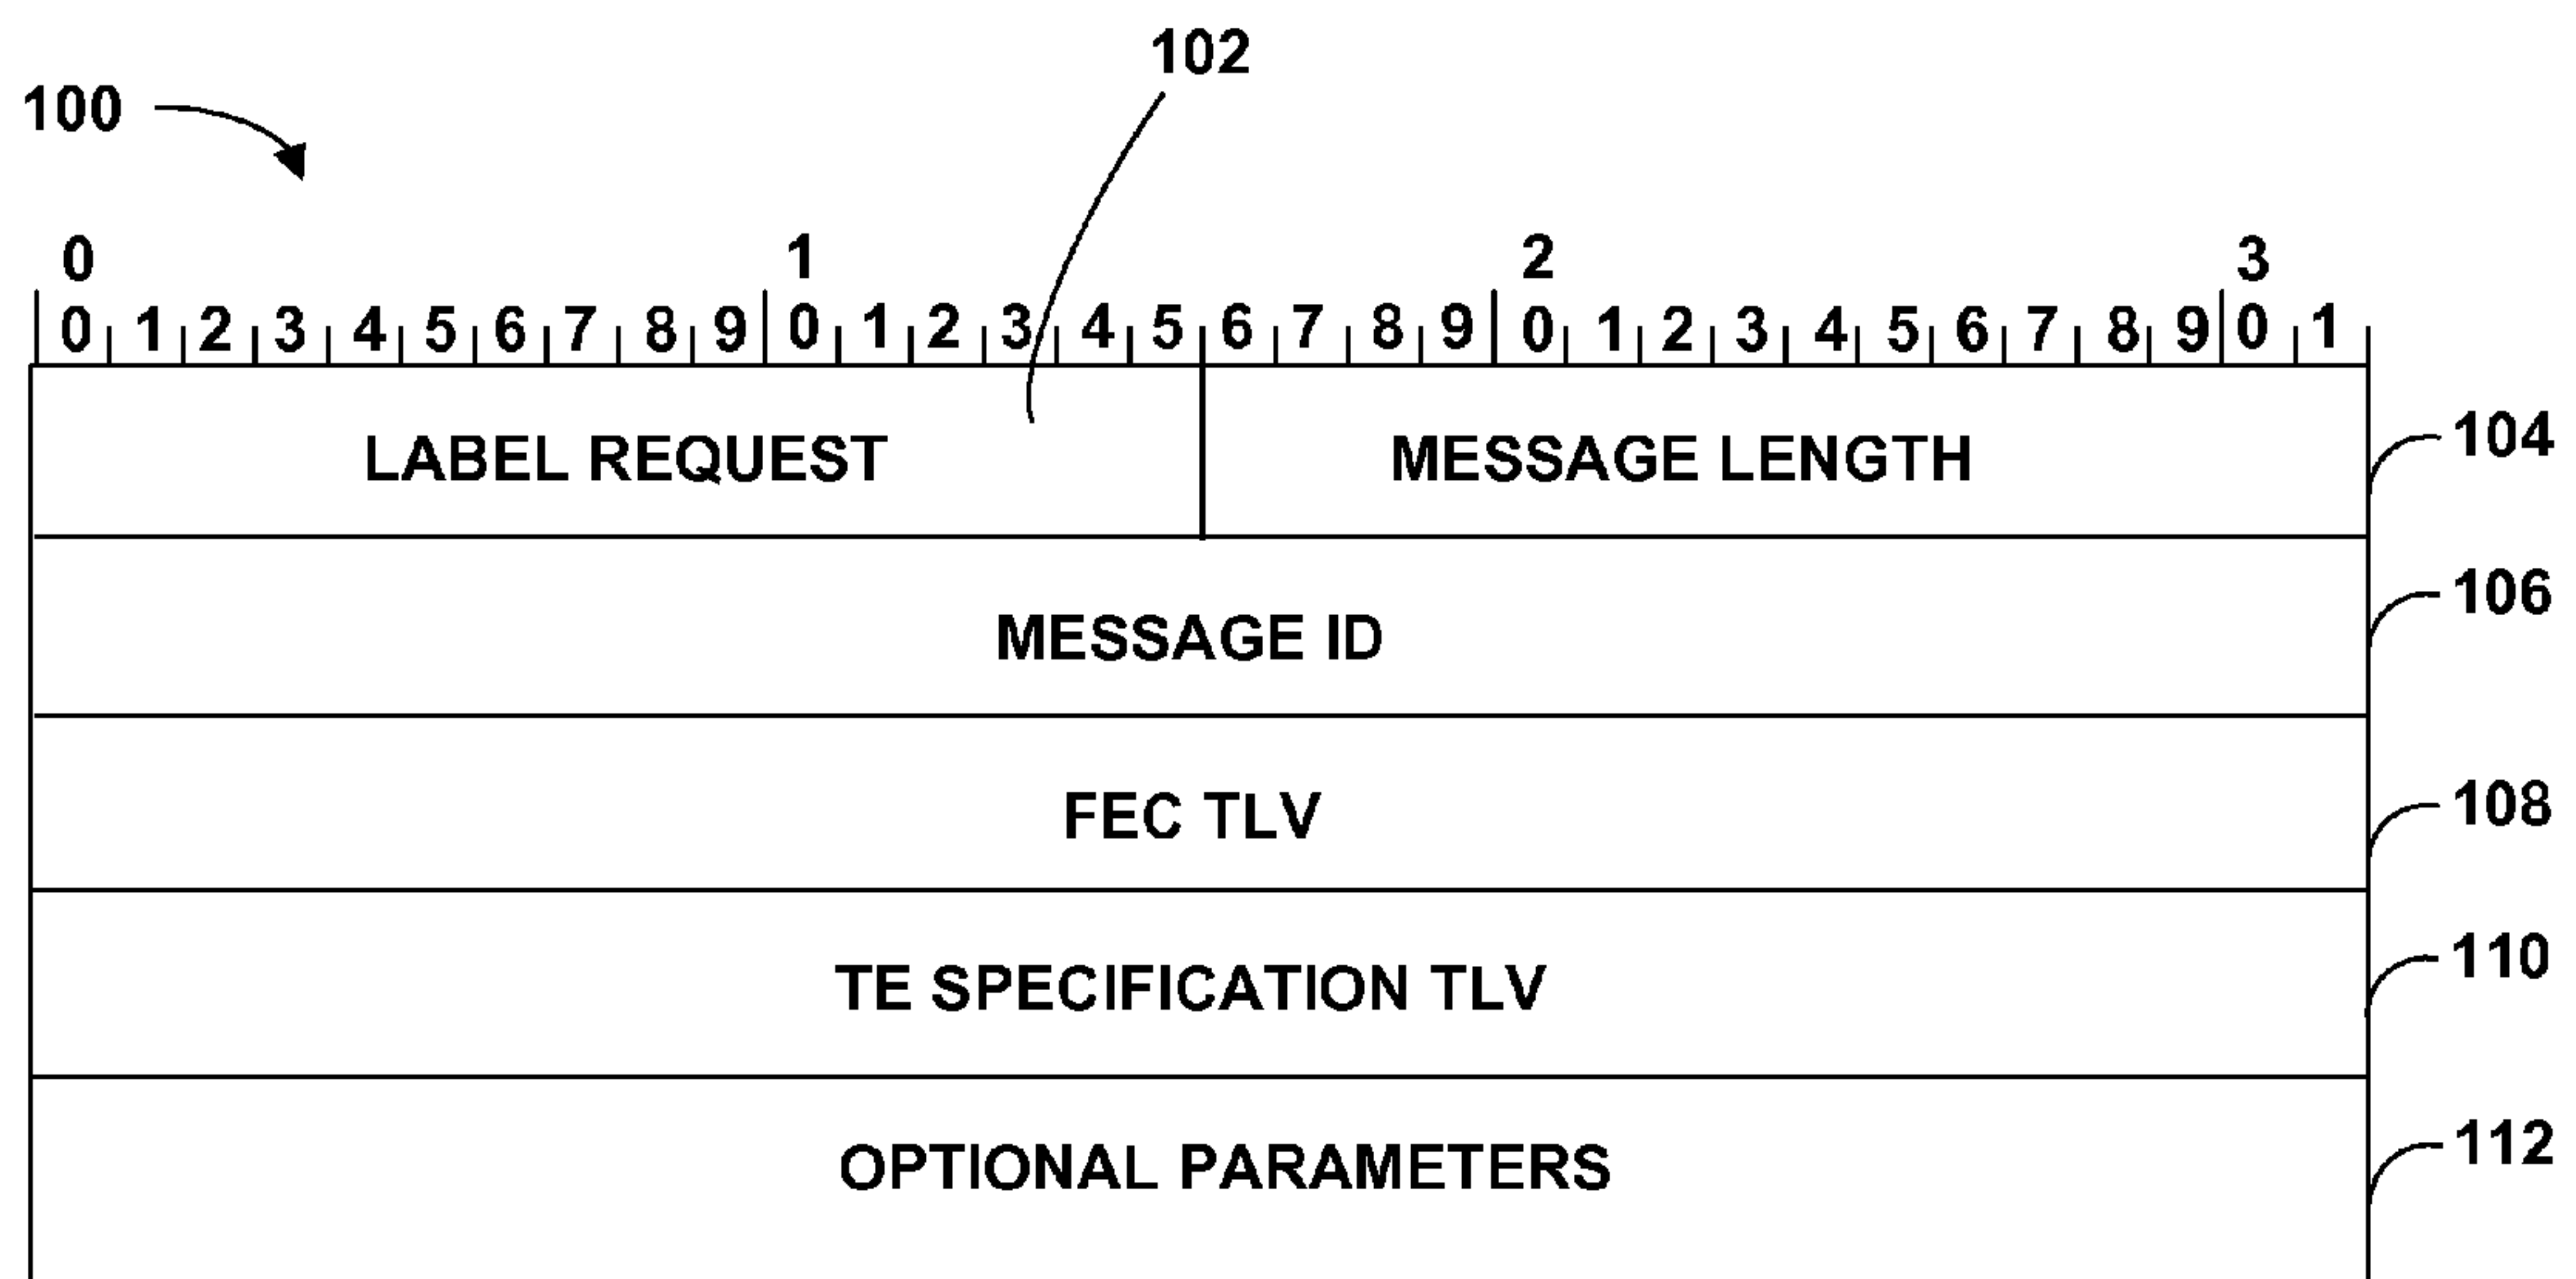 102
100
0 1 2 3
0 1 2 3 4 5 6 7 8 9 0 1 2 3 4 5 6 7 8 9 0 1 2 3 4 5 6 7 8 9 0 1
LABEL REQUEST MESSAGE LENGTH 104
MESSAGE ID 106
FEC TLV 108
TE SPECIFICATION TLV 110
OPTIONAL PARAMETERS 112